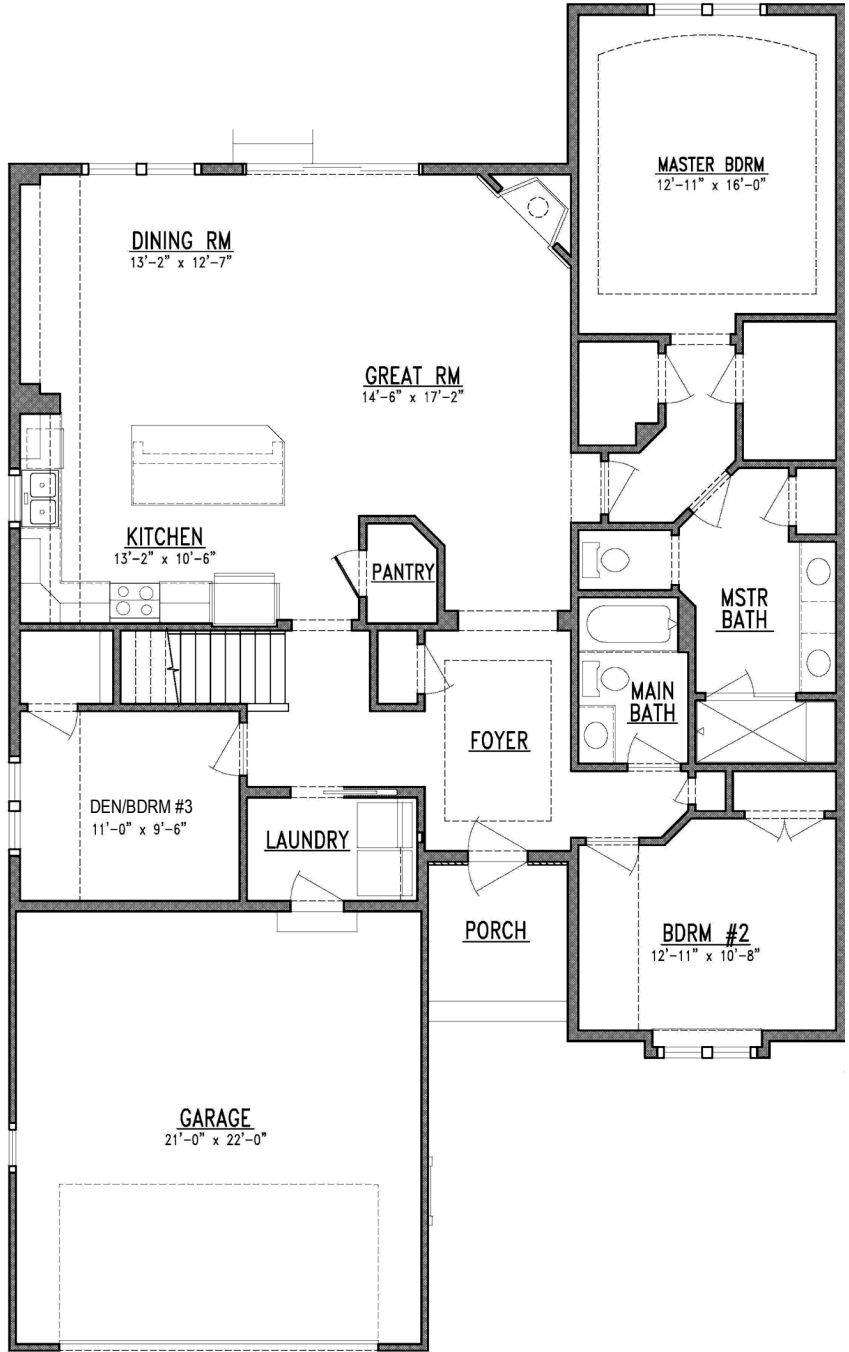 MASTER BDRM
12'-11" x 16'-0"
DINING RM
13'-2" x 12'-7"
GREAT RM
14'-6" x 17'-2"
KITCHEN
13'-2" x 10'-6"
PANTRY
MSTR
BATH
MAIN
BATH
FOYER
DEN/BDRM #3
11'-0" x 9'-6"
LAUNDRY
PORCH
BDRM #2
12'-11" x 10'-8"
GARAGE
21'-0" x 22'-0"